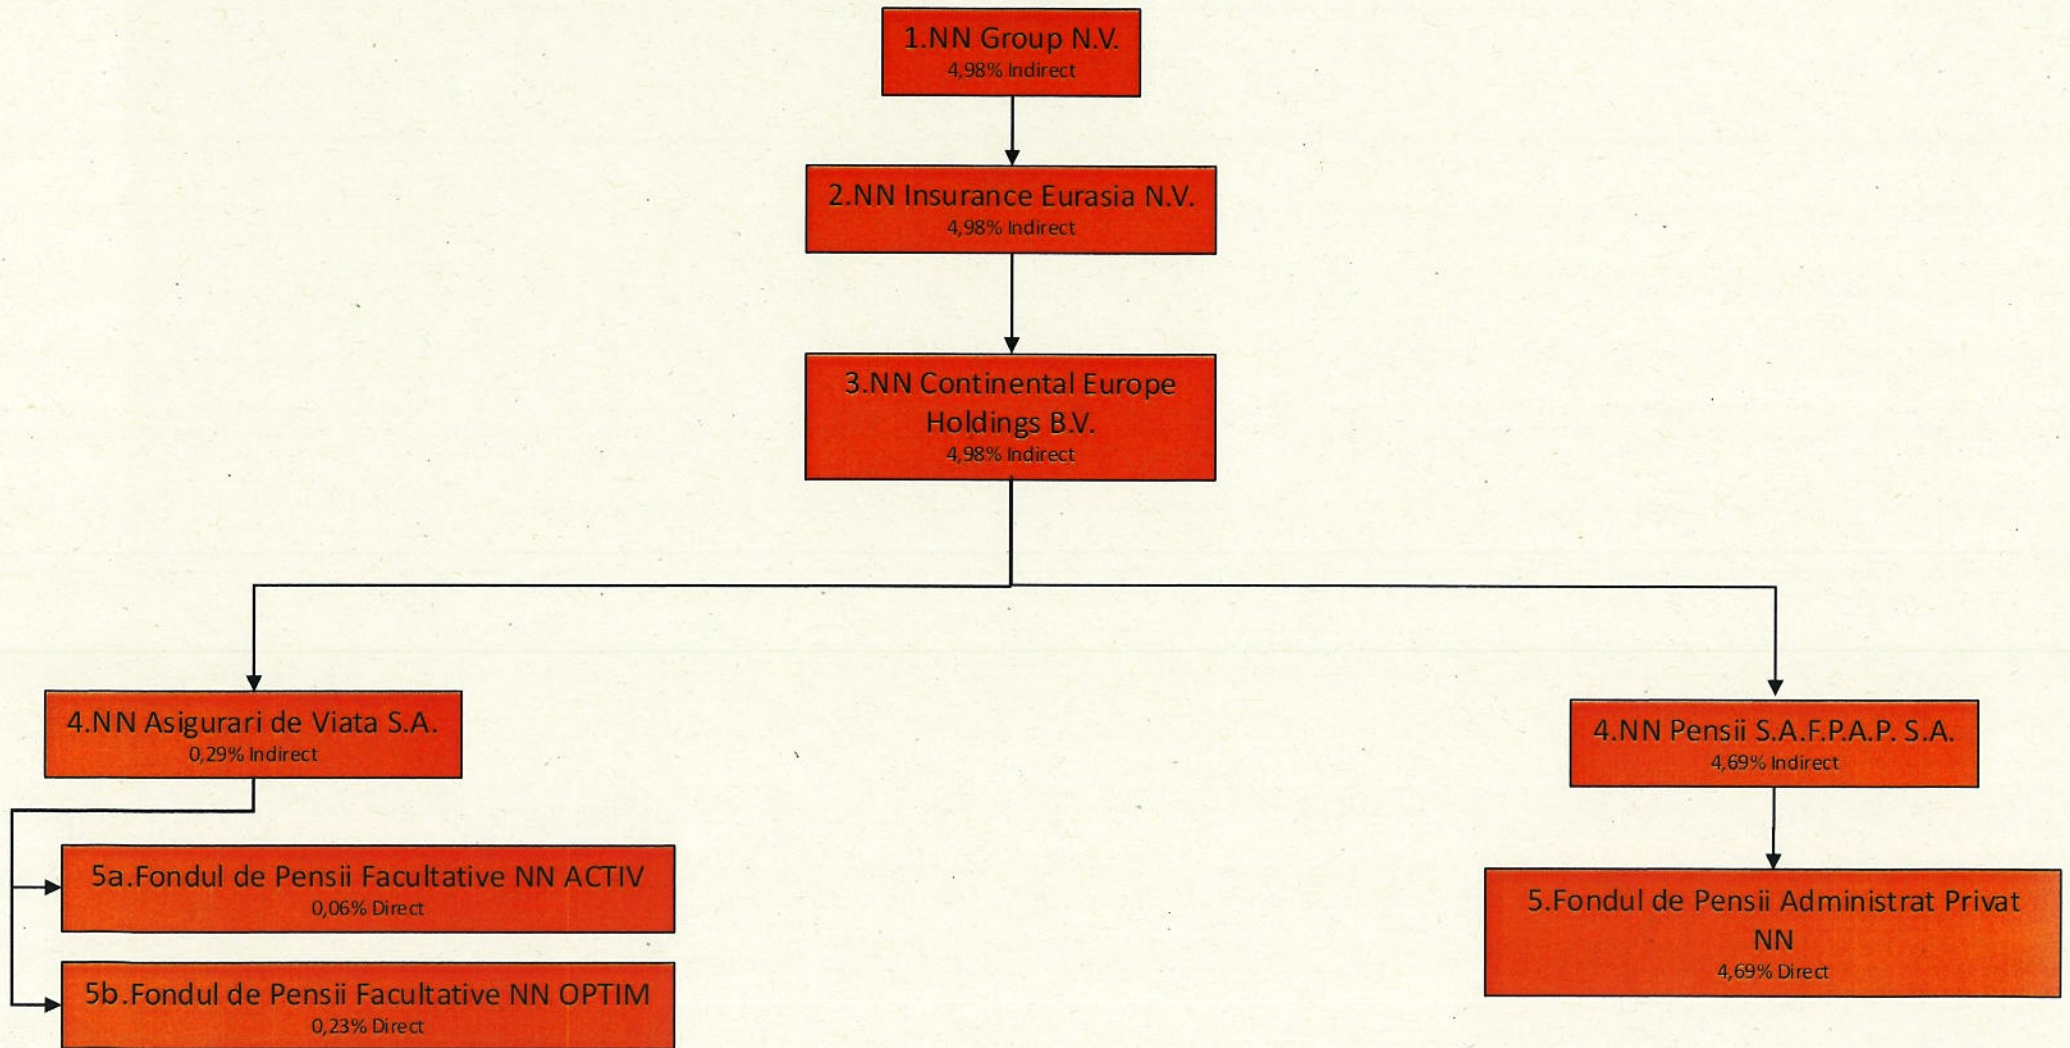 1.NN Group N.V.
4,98% Indirect
2.NN Insurance Eurasia N.V.
4,98% Indirect
3.NN Continental Europe
Holdings B.V.
4,98% Indirect
4.NN Asigurari de Viata S.A.
0,29% Indirect
4.NN Pensii S.A.F.P.A.P. S.A.
4,69% Indirect
5a.Fondul de Pensii Facultative NN ACTIV
0,06% Direct
5b.Fondul de Pensii Facultative NN OPTIM
0,23% Direct
5.Fondul de Pensii Administrat Privat
NN
4,69% Direct